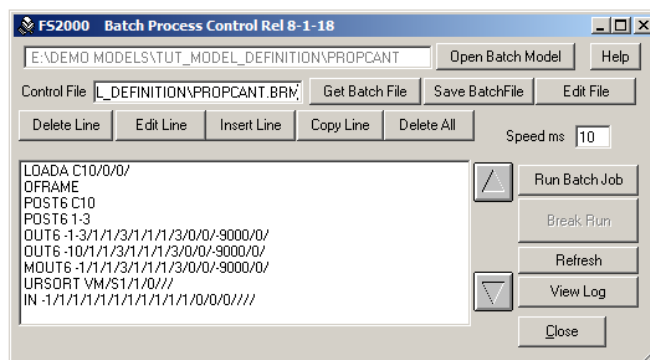 FS2000 Batch Process Control Rel 8-1-18
E:\DEMO MODELS\TUT_MODEL_DEFINITION\PROPCANT Open Batch Model Help
Control File L_DEFINITION\PROPCANT.BRM Get Batch File Save BatchFile Edit File
Delete Line Edit Line Insert Line Copy Line Delete All Speed ms 10
LOADA C10/0/0/
OFRAME
POST6 C10
POST6 1-3
OUT6 -1-3/1/1/3/1/1/1/3/0/0/-9000/0/
OUT6 -10/1/1/3/1/1/1/3/0/0/-9000/0/
MOUT6 -1/1/1/3/1/1/1/3/0/0/-9000/0/
URSORT VM/S1/1/0///
IN -1/1/1/1/1/1/1/1/1/1/1/0/0/0////
Run Batch Job
Break Run
Refresh
View Log
Close